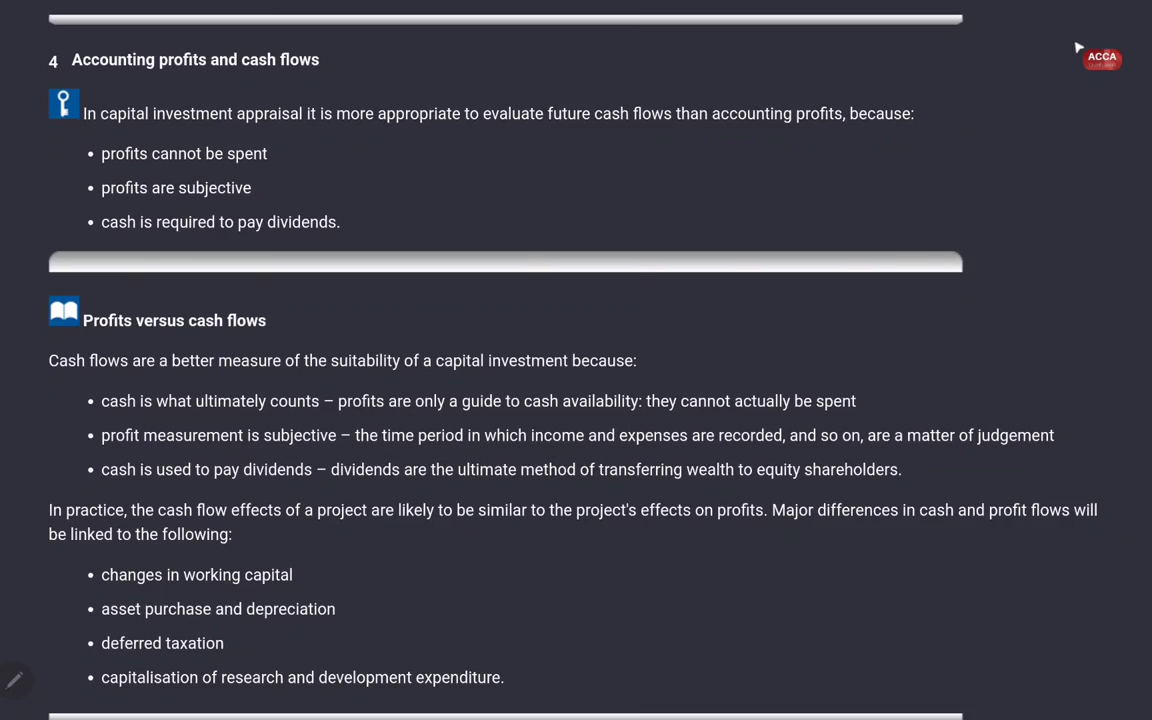 4 Accounting profits and cash flows
ACCA
In capital investment appraisal it is more appropriate to evaluate future cash flows than accounting profits, because:
• profits cannot be spent
• profits are subjective
• cash is required to pay dividends.
Profits versus cash flows
Cash flows are a better measure of the suitability of a capital investment because:
• cash is what ultimately counts – profits are only a guide to cash availability: they cannot actually be spent
• profit measurement is subjective – the time period in which income and expenses are recorded, and so on, are a matter of judgement
• cash is used to pay dividends – dividends are the ultimate method of transferring wealth to equity shareholders.
In practice, the cash flow effects of a project are likely to be similar to the project's effects on profits. Major differences in cash and profit flows will
be linked to the following:
• changes in working capital
• asset purchase and depreciation
• deferred taxation
• capitalisation of research and development expenditure.